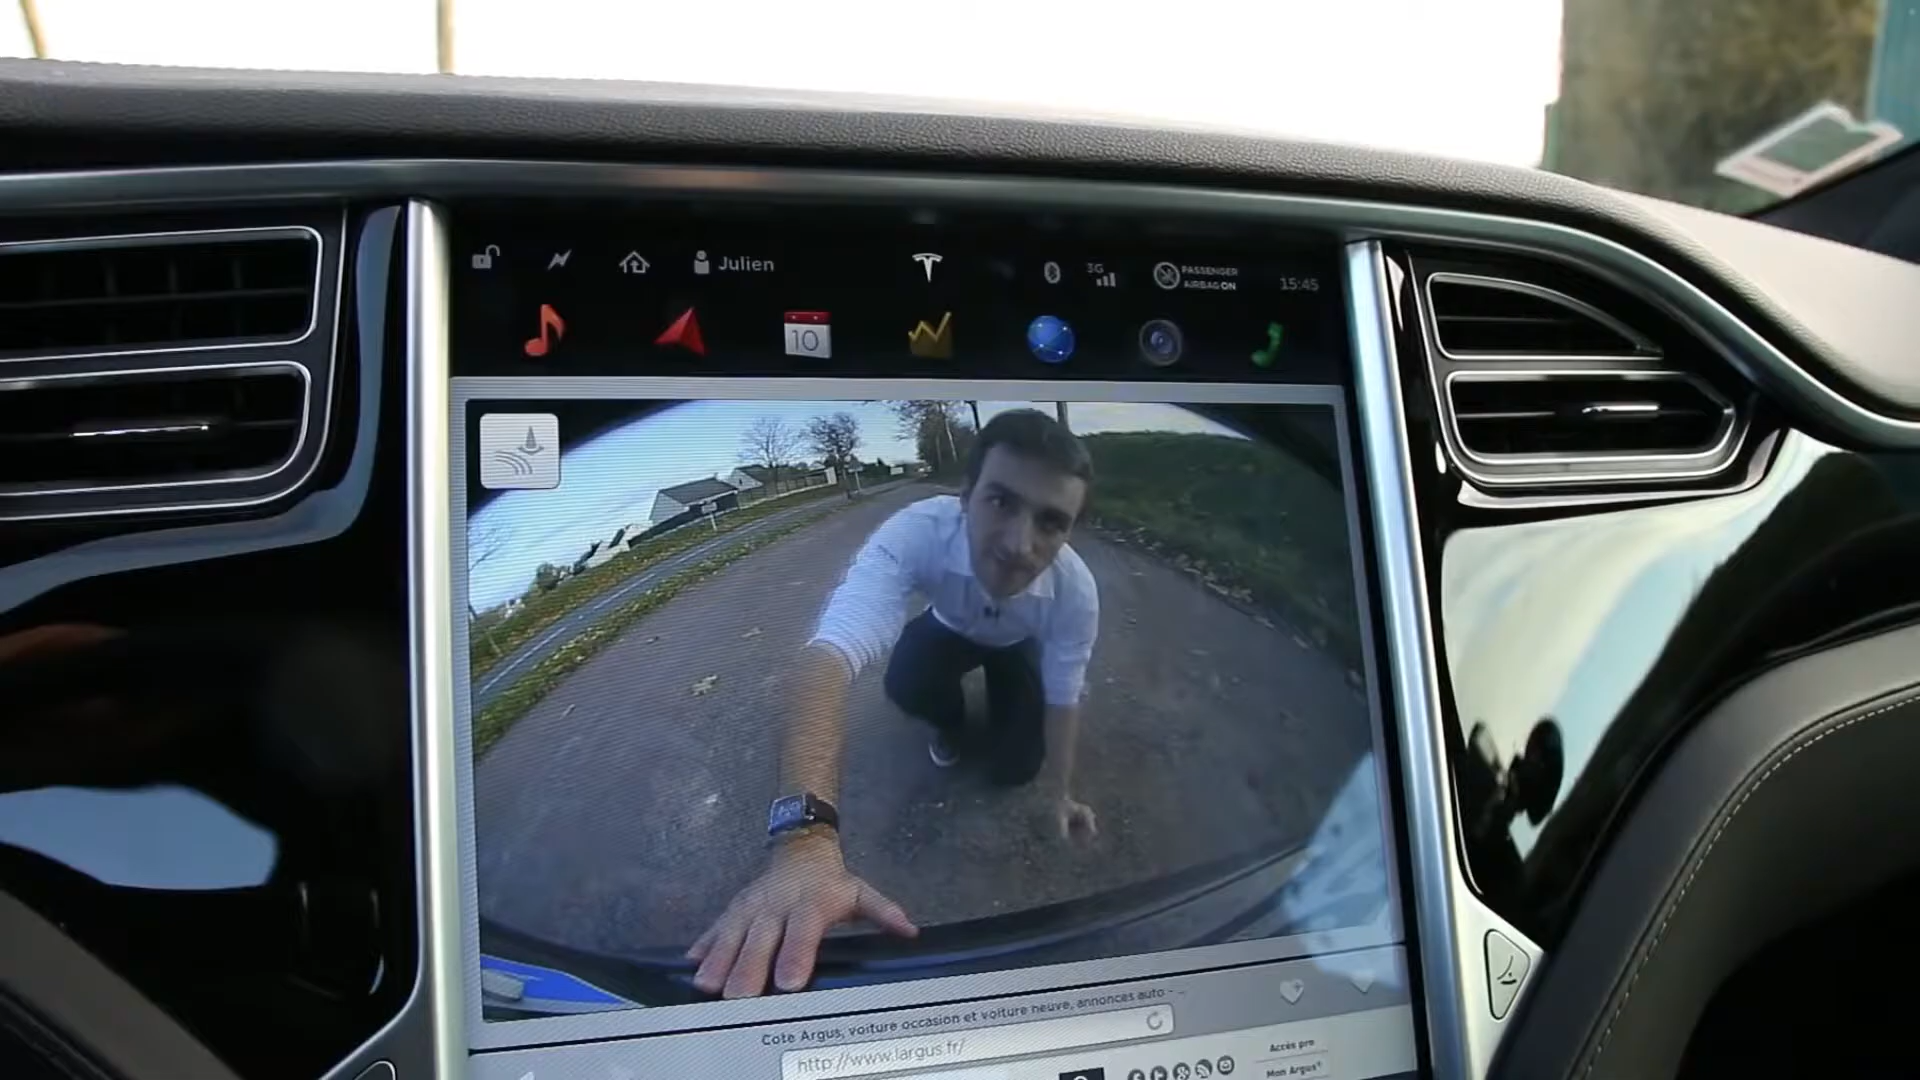 Julien
3G
PASSENGER
AIRBAG ON
15:45
10
Cote Argus, voiture occasion et voiture neuve, annonces auto - ...
http://www.largus.fr/
Accès pro
Mon Argus